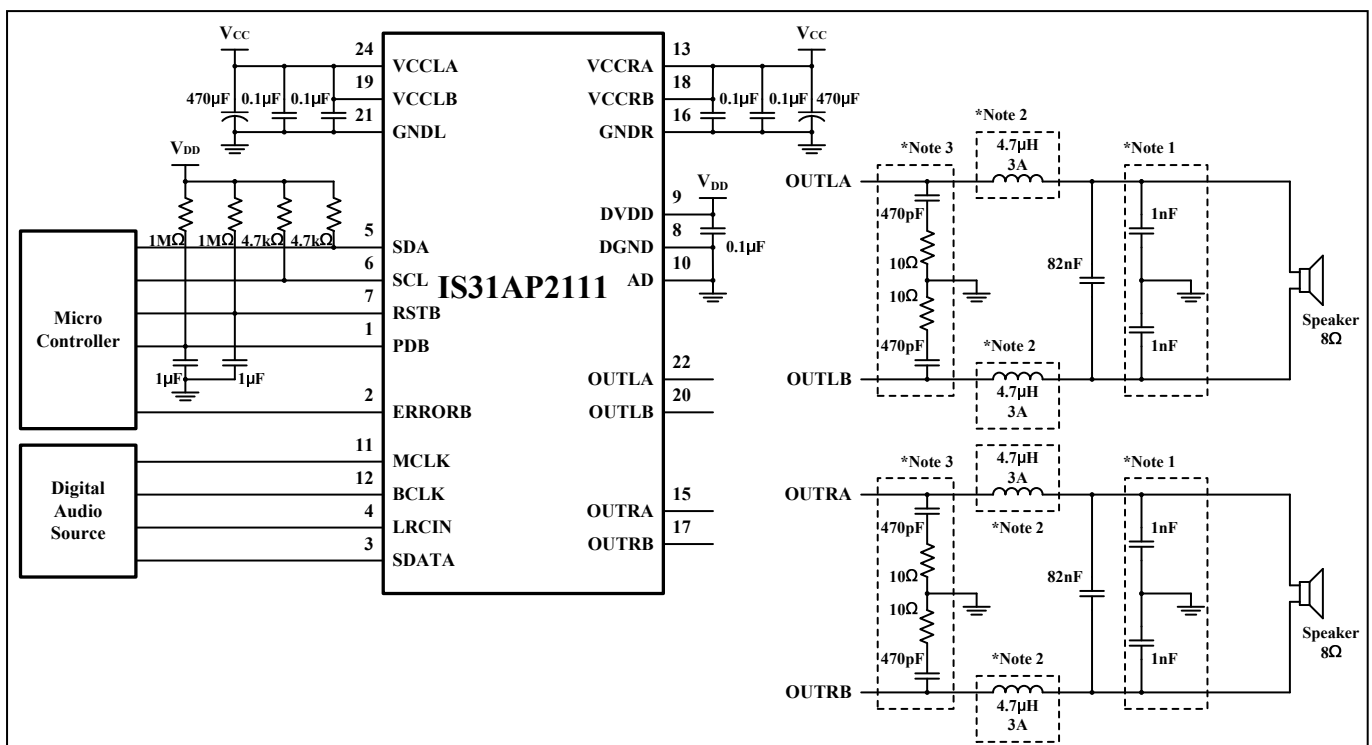 VCC
24
VCCLA
19
VCCLB
21
GNDL
470µF
0.1µF
0.1µF
VDD
1MΩ
1MΩ
4.7kΩ
4.7kΩ
Micro
Controller
5
SDA
6
SCL
7
RSTB
1
PDB
1µF
1µF
2
ERRORB
Digital
Audio
Source
11
MCLK
12
BCLK
4
LRCIN
3
SDATA
IS31AP2111
VCC
13
VCCRA
18
VCCRB
16
GNDR
0.1µF
0.1µF
470µF
VDD
9
DVDD
8
DGND
10
AD
0.1µF
22
OUTLA
20
OUTLB
15
OUTRA
17
OUTRB
*Note 3
*Note 2
4.7µH
3A
*Note 1
OUTLA
470pF
10Ω
10Ω
470pF
82nF
1nF
1nF
Speaker
8Ω
OUTLB
*Note 2
4.7µH
3A
*Note 3
4.7µH
3A
*Note 2
*Note 1
OUTRA
470pF
10Ω
10Ω
470pF
82nF
1nF
1nF
Speaker
8Ω
OUTRB
*Note 2
4.7µH
3A